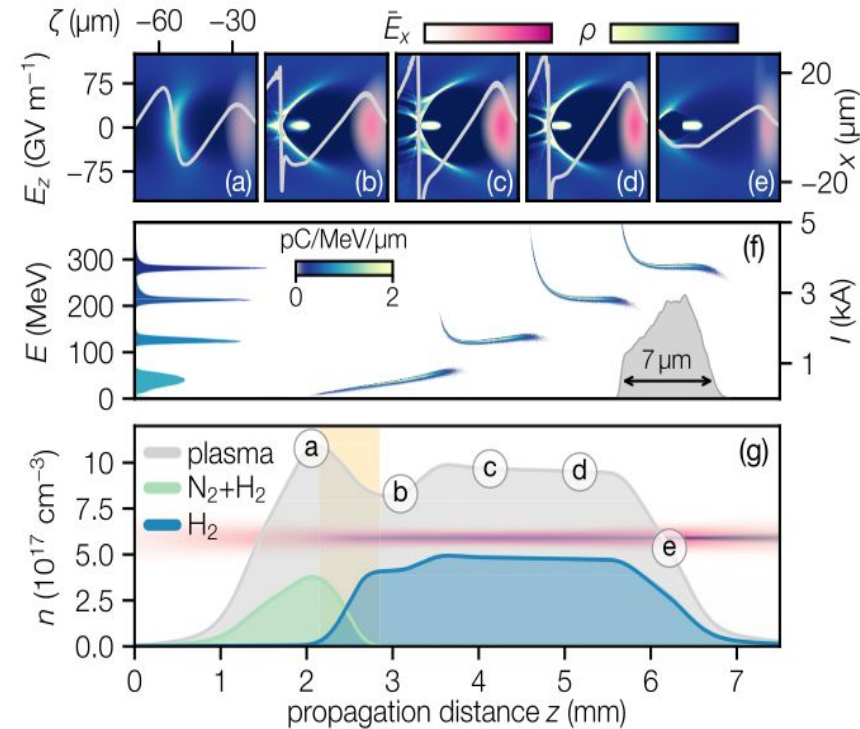 ζ (μm) −60 −30 Ēₓ ρ
E_z (GV m⁻¹) 75 0 −75
(a) (b) (c) (d) (e)
20 0 −20 x (μm)
pC/MeV/μm
0 2
(f)
E (MeV) 300 200 100 0
5 3 1 I (kA)
7 μm
a b c d e
plasma
N₂+H₂
H₂
(g)
n (10¹⁷ cm⁻³) 10 7.5 5.0 2.5 0.0
0 1 2 3 4 5 6 7
propagation distance z (mm)